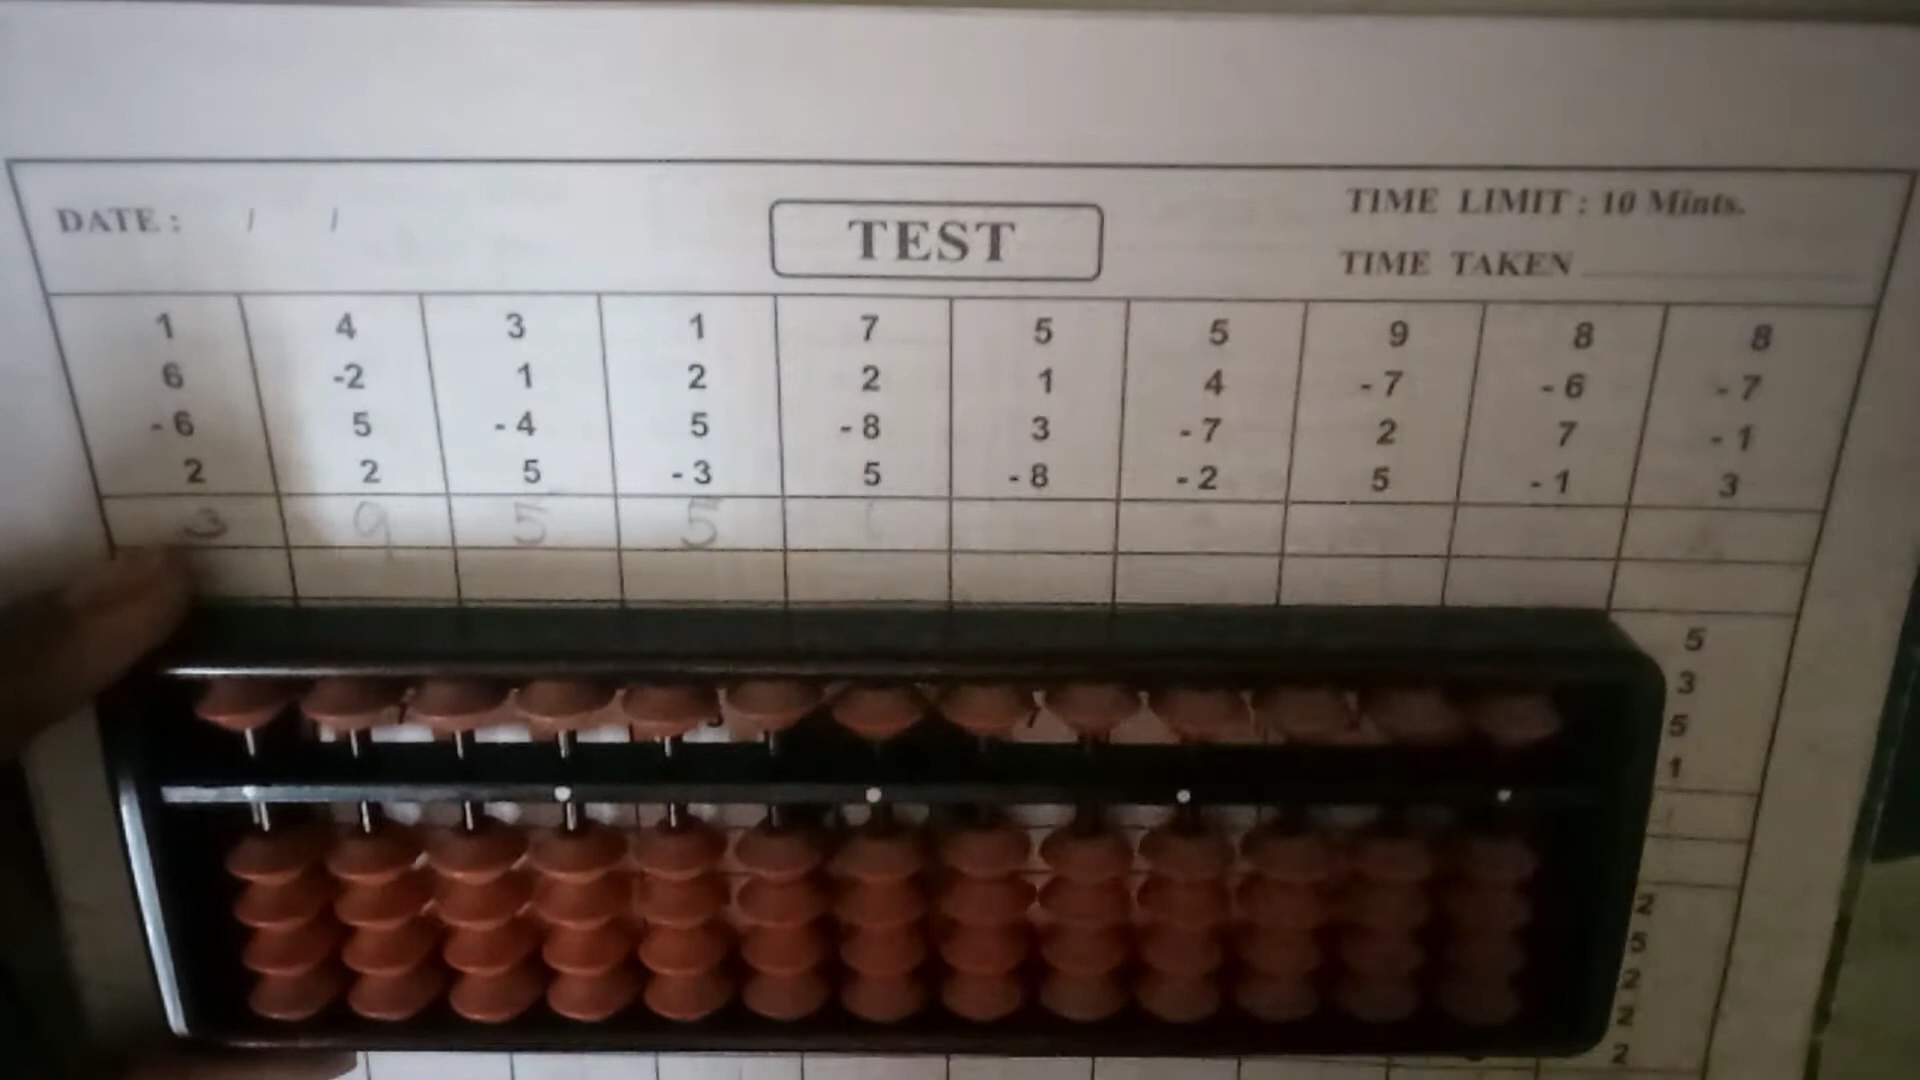 DATE : / /
TEST
TIME LIMIT : 10 Mints.
TIME TAKEN
1 4 3 1 7 5 5 9 8 8
6 -2 1 2 2 1 4 - 7 - 6 - 7
- 6 5 - 4 5 - 8 3 - 7 2 7 - 1
2 2 5 - 3 5 - 8 - 2 5 - 1 3
3 9 5 5
5
3
5
1
2
5
2
2
2